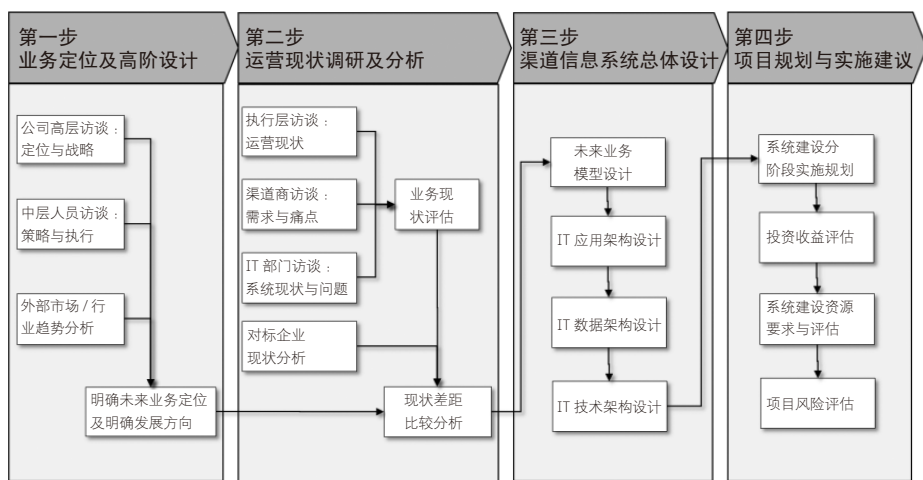 第一步
业务定位及高阶设计
公司高层访谈：
定位与战略
中层人员访谈：
策略与执行
外部市场/行
业趋势分析
明确未来业务定位
及明确发展方向
第二步
运营现状调研及分析
执行层访谈：
运营现状
渠道商访谈：
需求与痛点
IT部门访谈：
系统现状与问题
对标企业
现状分析
业务现
状评估
现状差距
比较分析
第三步
渠道信息系统总体设计
未来业务
模型设计
IT应用架构设计
IT数据架构设计
IT技术架构设计
第四步
项目规划与实施建议
系统建设分
阶段实施规划
投资收益评估
系统建设资源
要求与评估
项目风险评估